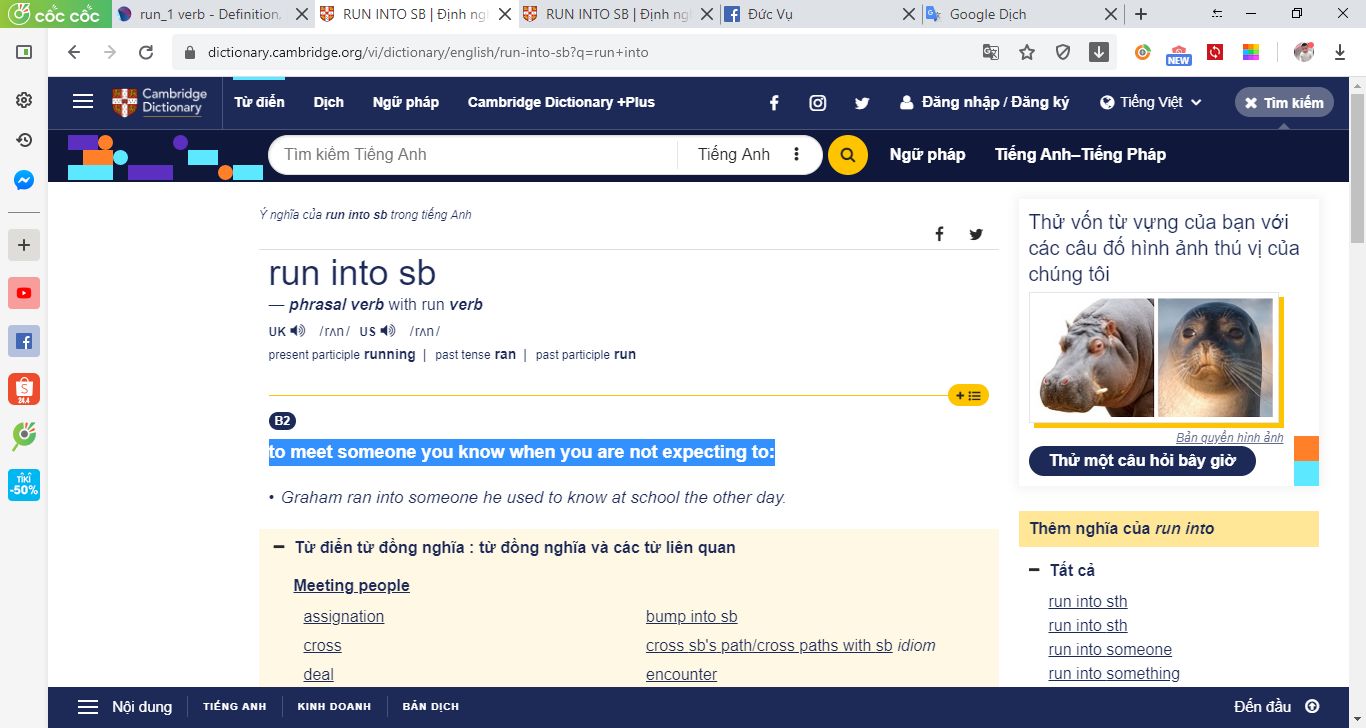 cốc cốc
run_1 verb - Definition,
RUN INTO SB | Định ng
RUN INTO SB | Định ng
Đức Vụ
Google Dịch
dictionary.cambridge.org/vi/dictionary/english/run-into-sb?q=run+into
NEW
Cambridge
Dictionary
Từ điển
Dịch
Ngữ pháp
Cambridge Dictionary +Plus
Đăng nhập / Đăng ký
Tiếng Việt
Tìm kiếm
Tìm kiếm Tiếng Anh
Tiếng Anh
Ngữ pháp
Tiếng Anh–Tiếng Pháp
Ý nghĩa của run into sb trong tiếng Anh
run into sb
— phrasal verb with run verb
UK /rʌn/ US /rʌn/
present participle running | past tense ran | past participle run
B2
to meet someone you know when you are not expecting to:
• Graham ran into someone he used to know at school the other day.
Từ điển từ đồng nghĩa : từ đồng nghĩa và các từ liên quan
Meeting people
assignation
bump into sb
cross
cross sb's path/cross paths with sb idiom
deal
encounter
Thử vốn từ vựng của bạn với
các câu đố hình ảnh thú vị của
chúng tôi
Bản quyền hình ảnh
Thử một câu hỏi bây giờ
Thêm nghĩa của run into
Tất cả
run into sth
run into sth
run into someone
run into something
S
24.4
TIKI
-50%
Nội dung
TIẾNG ANH
KINH DOANH
BẢN DỊCH
Đến đầu